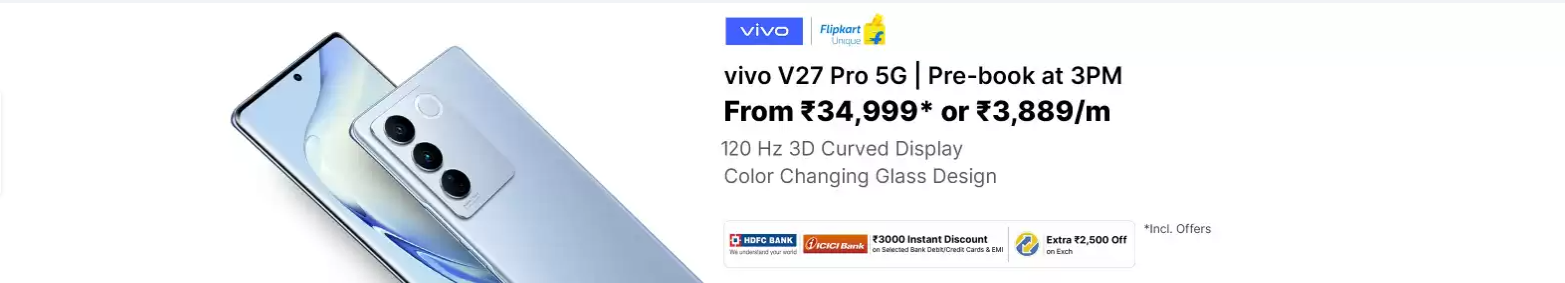 vivo
Flipkart
Unique
vivo V27 Pro 5G | Pre-book at 3PM
From ₹34,999* or ₹3,889/m
120 Hz 3D Curved Display
Color Changing Glass Design
HDFC BANK
We understand your world
ICICI Bank
₹3000 Instant Discount
on Selected Bank Debit/Credit Cards & EMI
Extra ₹2,500 Off
on Exch
*Incl. Offers